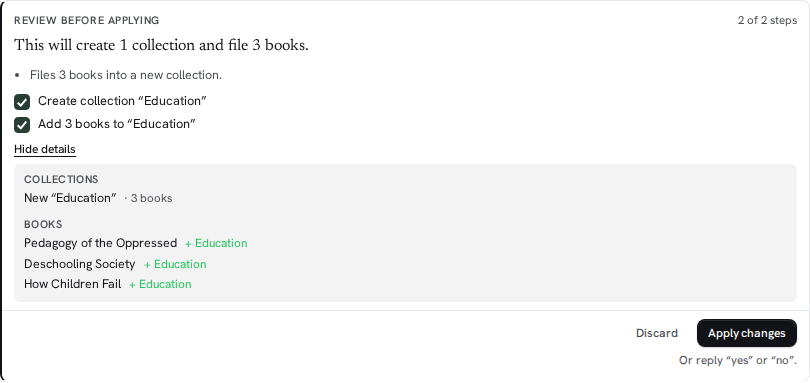 REVIEW BEFORE APPLYING
2 of 2 steps
This will create 1 collection and file 3 books.
• Files 3 books into a new collection.
Create collection “Education”
Add 3 books to “Education”
Hide details
COLLECTIONS
New “Education” · 3 books
BOOKS
Pedagogy of the Oppressed + Education
Deschooling Society + Education
How Children Fail + Education
Discard
Apply changes
Or reply “yes” or “no”.